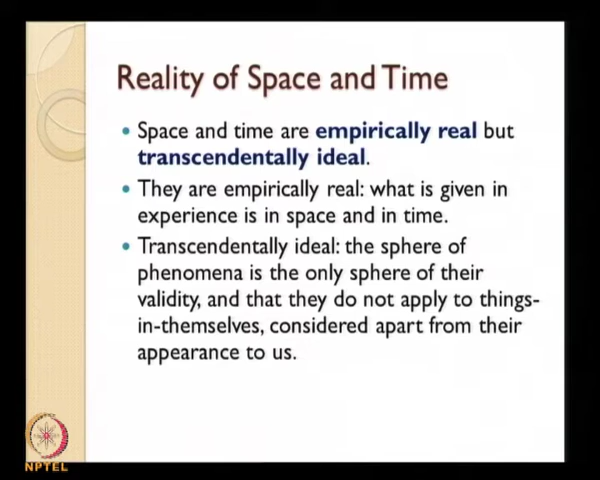 Reality of Space and Time
• Space and time are empirically real but
transcendentally ideal.
• They are empirically real: what is given in
experience is in space and in time.
• Transcendentally ideal: the sphere of
phenomena is the only sphere of their
validity, and that they do not apply to things-
in-themselves, considered apart from their
appearance to us.
NPTEL